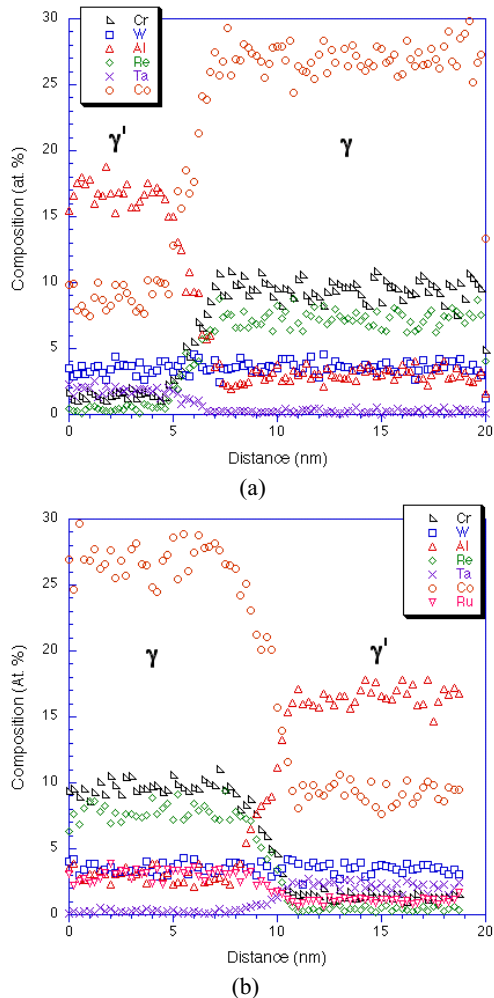 30
25
20
15
10
5
0
Composition (at. %)
Cr
W
Al
Re
Ta
Co
γ'
γ
0
5
10
15
20
Distance (nm)
(a)
30
25
20
15
10
5
0
Composition (At. %)
Cr
W
Al
Re
Ta
Co
Ru
γ
γ'
0
5
10
15
20
Distance (nm)
(b)